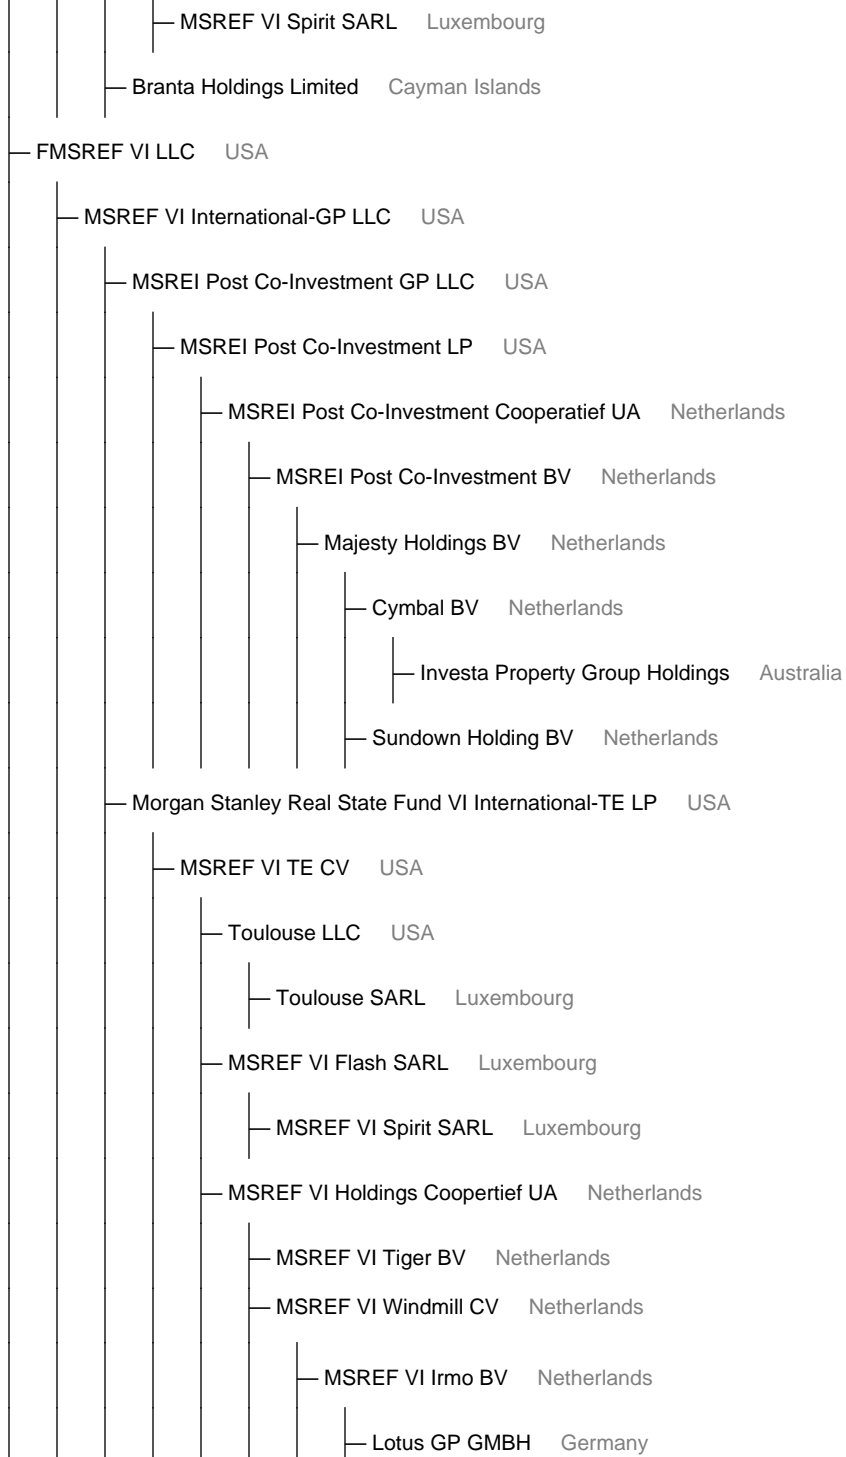 MSREF VI Spirit SARL Luxembourg
Branta Holdings Limited Cayman Islands
FMSREF VI LLC USA
MSREF VI International-GP LLC USA
MSREI Post Co-Investment GP LLC USA
MSREI Post Co-Investment LP USA
MSREI Post Co-Investment Cooperatief UA Netherlands
MSREI Post Co-Investment BV Netherlands
Majesty Holdings BV Netherlands
Cymbal BV Netherlands
Investa Property Group Holdings Australia
Sundown Holding BV Netherlands
Morgan Stanley Real State Fund VI International-TE LP USA
MSREF VI TE CV USA
Toulouse LLC USA
Toulouse SARL Luxembourg
MSREF VI Flash SARL Luxembourg
MSREF VI Spirit SARL Luxembourg
MSREF VI Holdings Coopertief UA Netherlands
MSREF VI Tiger BV Netherlands
MSREF VI Windmill CV Netherlands
MSREF VI Irmo BV Netherlands
Lotus GP GMBH Germany